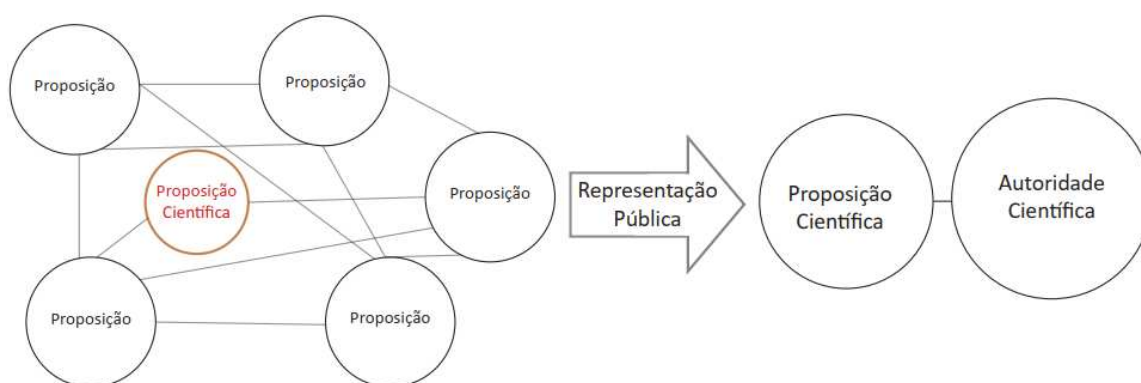 Proposição
Proposição
Proposição
Científica
Proposição
Proposição
Proposição
Representação
Pública
Proposição
Científica
Autoridade
Científica